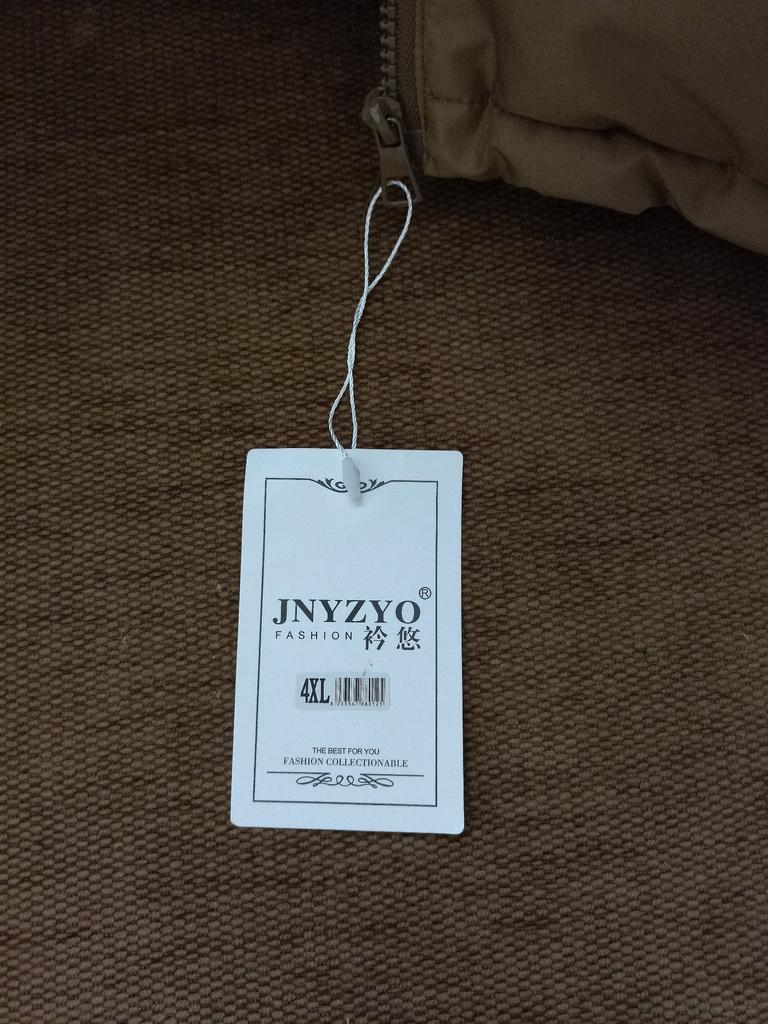 JNYZYO®
FASHION 衿悠
4XL
THE BEST FOR YOU
FASHION COLLECTIONABLE